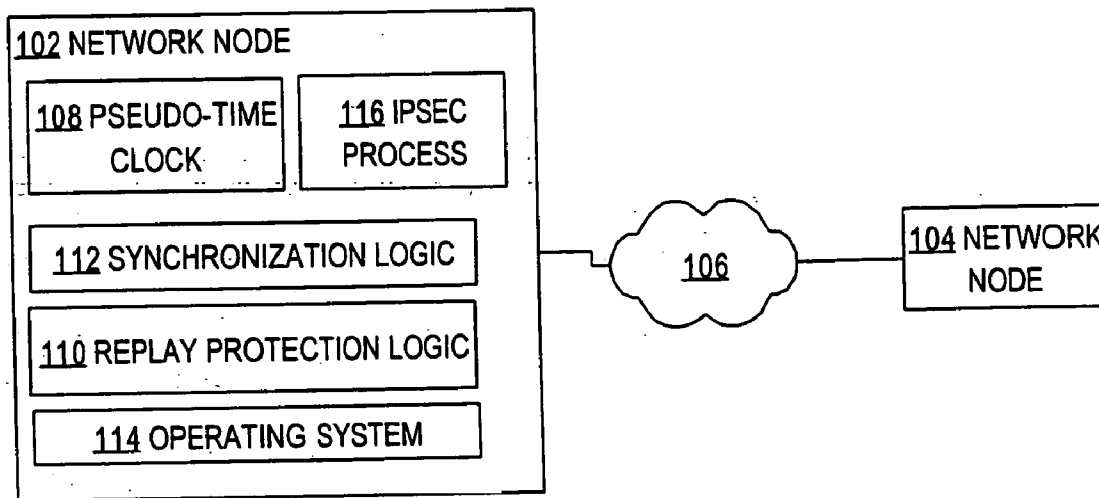 102 NETWORK NODE
108 PSEUDO-TIME
CLOCK
116 IPSEC
PROCESS
112 SYNCHRONIZATION LOGIC
110 REPLAY PROTECTION LOGIC
114 OPERATING SYSTEM
106
104 NETWORK
NODE